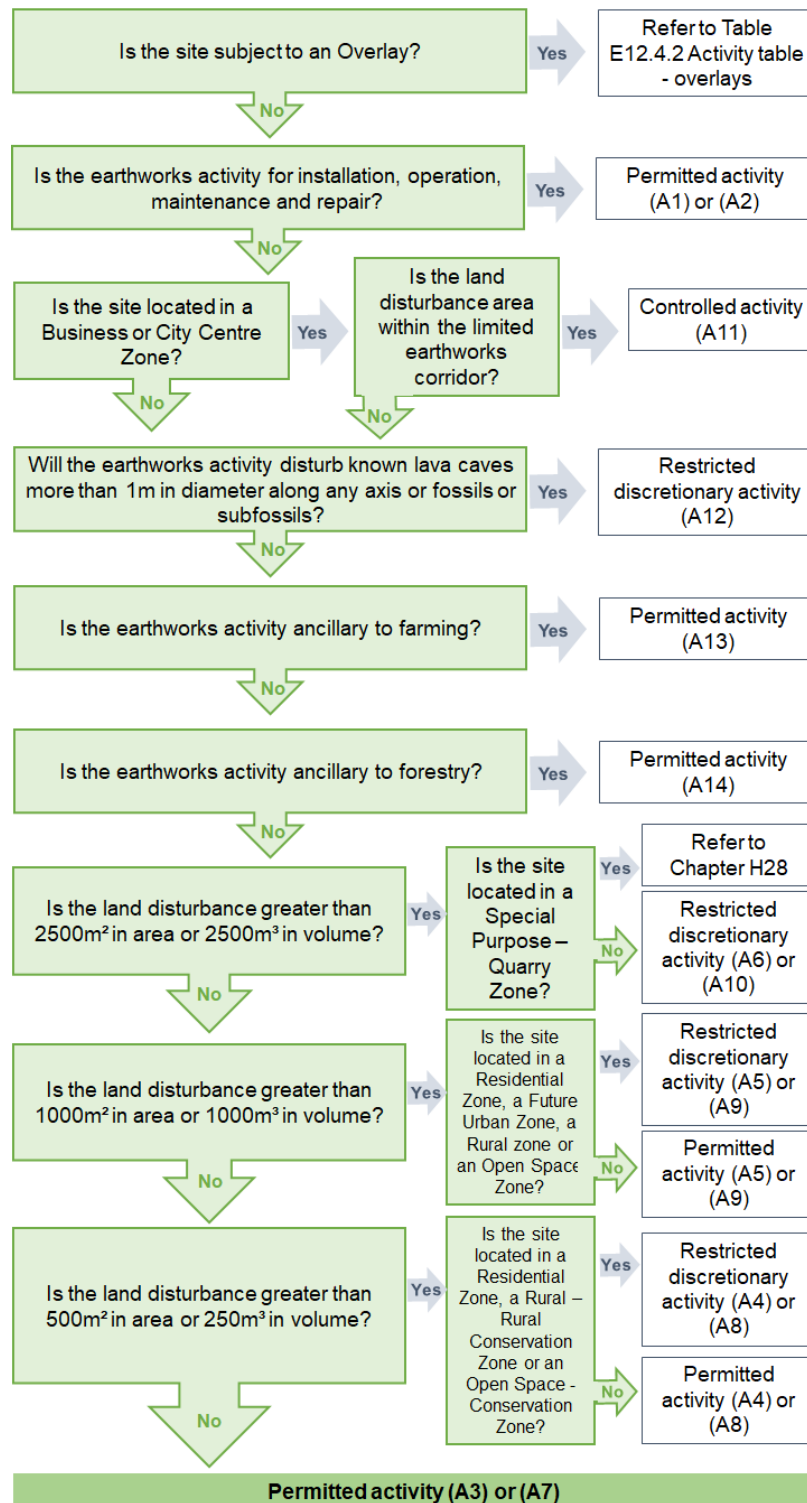 Is the site subject to an Overlay?
Yes
Refer to Table
E12.4.2 Activity table
- overlays
No
Is the earthworks activity for installation, operation,
maintenance and repair?
Yes
Permitted activity
(A1) or (A2)
No
Is the site located in a
Business or City Centre
Zone?
Yes
Is the land
disturbance area
within the limited
earthworks
corridor?
Yes
Controlled activity
(A11)
No
No
Will the earthworks activity disturb known lava caves
more than 1m in diameter along any axis or fossils or
subfossils?
Yes
Restricted
discretionary activity
(A12)
No
Is the earthworks activity ancillary to farming?
Yes
Permitted activity
(A13)
No
Is the earthworks activity ancillary to forestry?
Yes
Permitted activity
(A14)
No
Is the land disturbance greater than
2500m² in area or 2500m³ in volume?
Yes
Is the site
located in a
Special
Purpose –
Quarry
Zone?
Yes
Refer to
Chapter H28
No
Restricted
discretionary
activity (A6) or
(A10)
No
Is the land disturbance greater than
1000m² in area or 1000m³ in volume?
Yes
Is the site
located in a
Residential
Zone, a Future
Urban Zone, a
Rural zone or
an Open Space
Zone?
Yes
Restricted
discretionary
activity (A5) or
(A9)
No
Permitted
activity (A5) or
(A9)
No
Is the land disturbance greater than
500m² in area or 250m³ in volume?
Yes
Is the site
located in a
Residential
Zone, a Rural –
Rural
Conservation
Zone or an
Open Space -
Conservation
Zone?
Yes
Restricted
discretionary
activity (A4) or
(A8)
No
Permitted
activity (A4) or
(A8)
No
Permitted activity (A3) or (A7)